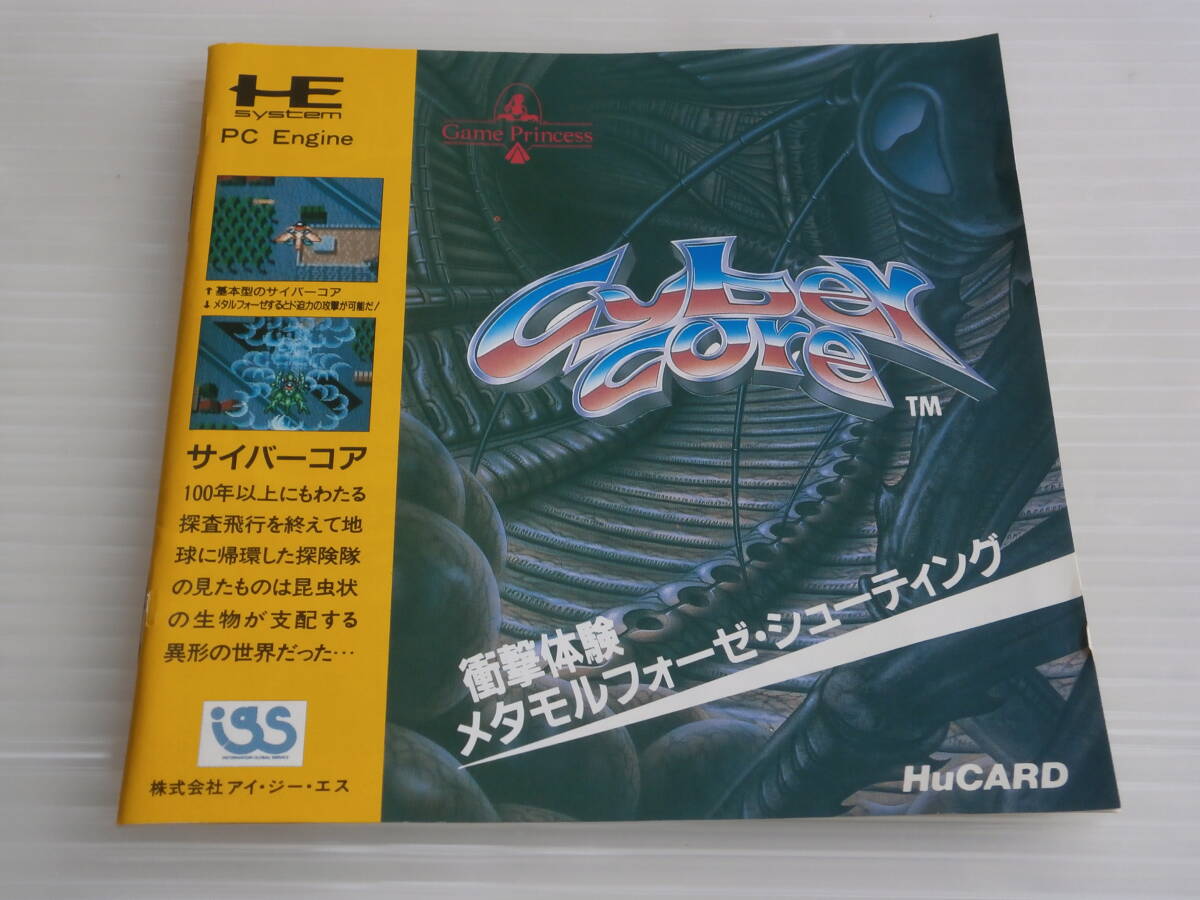 HE
system
PC Engine
↑基本型のサイバーコア
↓メタルフォーゼするとド迫力の攻撃が可能だ!
サイバーコア
100年以上にもわたる
探査飛行を終えて地
球に帰環した探険隊
の見たものは昆虫状
の生物が支配する
異形の世界だった…
igs
INFORMATION GLOBAL SERVICE
株式会社アイ・ジー・エス
Game Princess
Cyber
Core
TM
衝撃体験
メタモルフォーゼ・シューティング
HuCARD